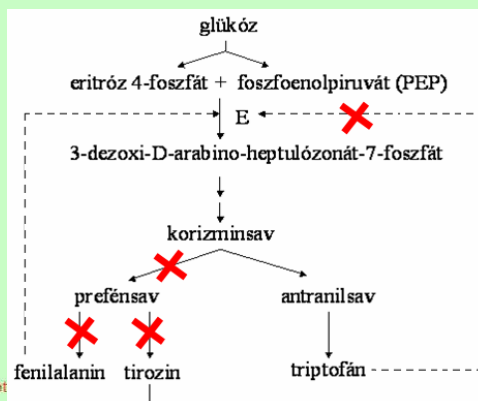 glükóz
eritróz 4-foszfát + foszfoenolpiruvát (PEP)
E
3-dezoxi-D-arabino-heptulózonát-7-foszfát
korizminsav
prefénsav antranilsav
fenilalanin tirozin triptofán